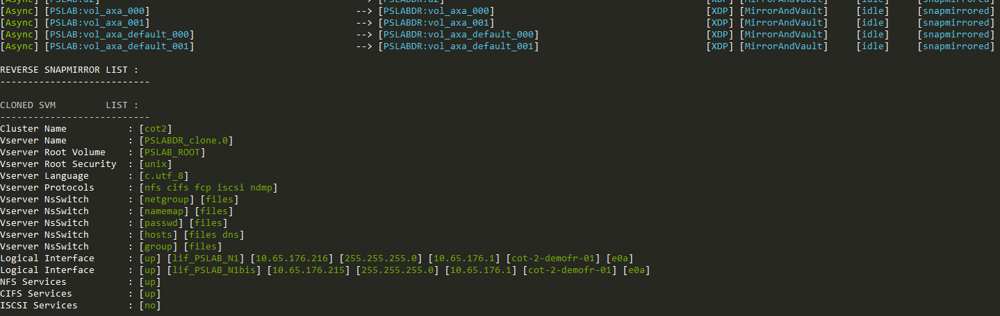 [Async] [PSLAB:u2] --> [PSLABDR:u2] [XDP] [MirrorAndVault] [idle] [snapmirrored]
[Async] [PSLAB:vol_axa_000] --> [PSLABDR:vol_axa_000] [XDP] [MirrorAndVault] [idle] [snapmirrored]
[Async] [PSLAB:vol_axa_001] --> [PSLABDR:vol_axa_001] [XDP] [MirrorAndVault] [idle] [snapmirrored]
[Async] [PSLAB:vol_axa_default_000] --> [PSLABDR:vol_axa_default_000] [XDP] [MirrorAndVault] [idle] [snapmirrored]
[Async] [PSLAB:vol_axa_default_001] --> [PSLABDR:vol_axa_default_001] [XDP] [MirrorAndVault] [idle] [snapmirrored]
REVERSE SNAPMIRROR LIST :
---------------------------
CLONED SVM         LIST :
---------------------------
Cluster Name           : [cot2]
Vserver Name           : [PSLABDR_clone.0]
Vserver Root Volume    : [PSLAB_ROOT]
Vserver Root Security  : [unix]
Vserver Language       : [c.utf_8]
Vserver Protocols      : [nfs cifs fcp iscsi ndmp]
Vserver NsSwitch       : [netgroup] [files]
Vserver NsSwitch       : [namemap] [files]
Vserver NsSwitch       : [passwd] [files]
Vserver NsSwitch       : [hosts] [files dns]
Vserver NsSwitch       : [group] [files]
Logical Interface      : [up] [lif_PSLAB_N1] [10.65.176.216] [255.255.255.0] [10.65.176.1] [cot-2-demofr-01] [e0a]
Logical Interface      : [up] [lif_PSLAB_N1bis] [10.65.176.215] [255.255.255.0] [10.65.176.1] [cot-2-demofr-01] [e0a]
NFS Services           : [up]
CIFS Services          : [up]
ISCSI Services         : [no]